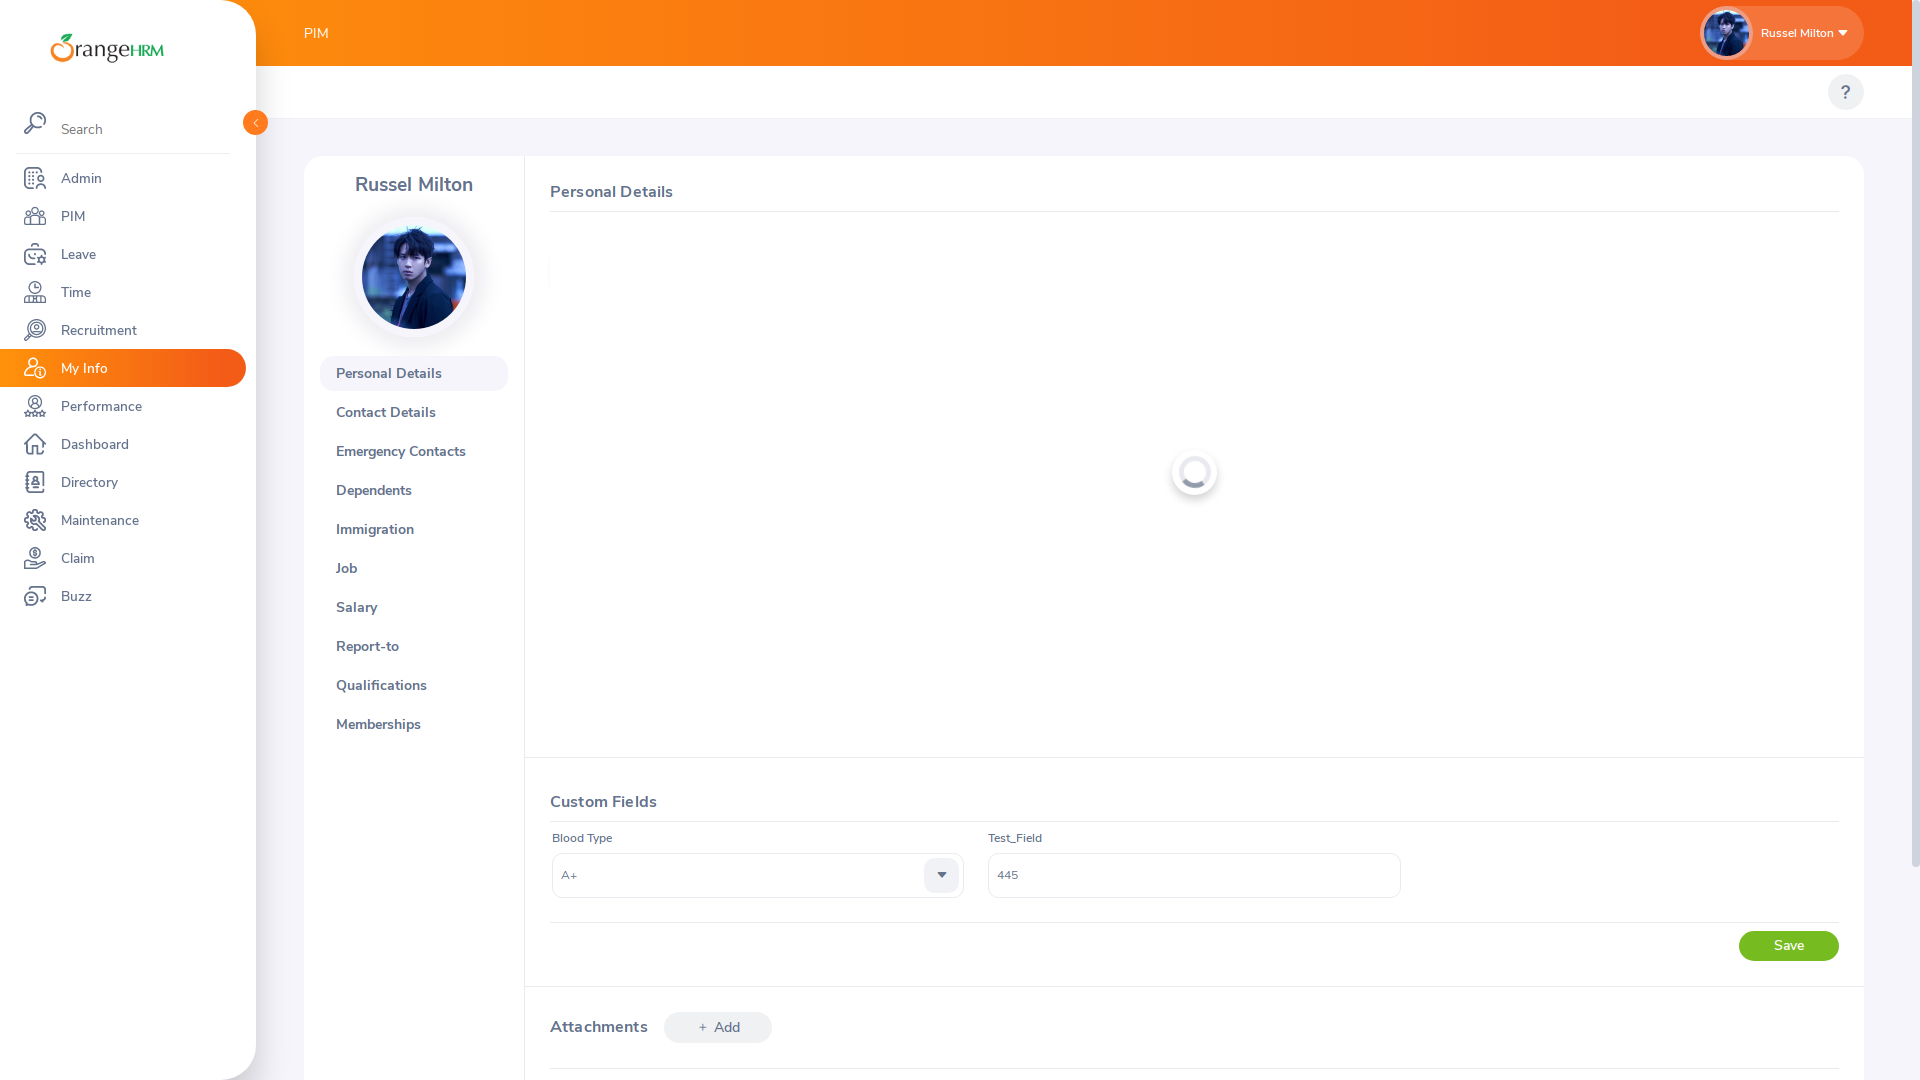 OrangeHRM
PIM
Russel Milton
?
Search
Admin
PIM
Leave
Time
Recruitment
My Info
Performance
Dashboard
Directory
Maintenance
Claim
Buzz
Russel Milton
Personal Details
Contact Details
Emergency Contacts
Dependents
Immigration
Job
Salary
Report-to
Qualifications
Memberships
Personal Details
Custom Fields
Blood Type
A+
Test_Field
445
Save
Attachments
+ Add